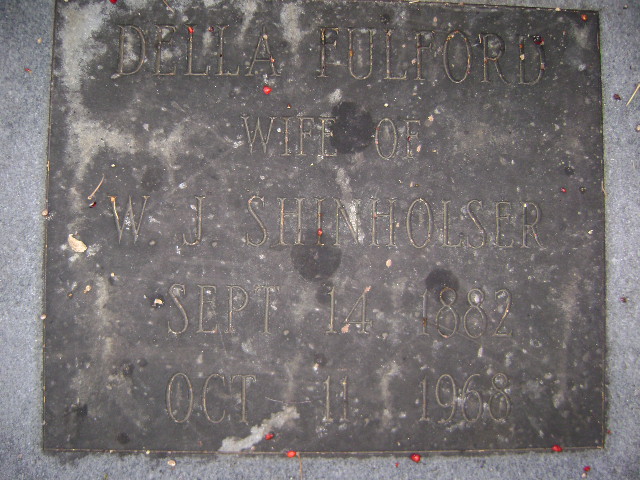 DELLA FULFORD
WIFE OF
W J SHINHOLSER
SEPT 14 1882
OCT 11 1968